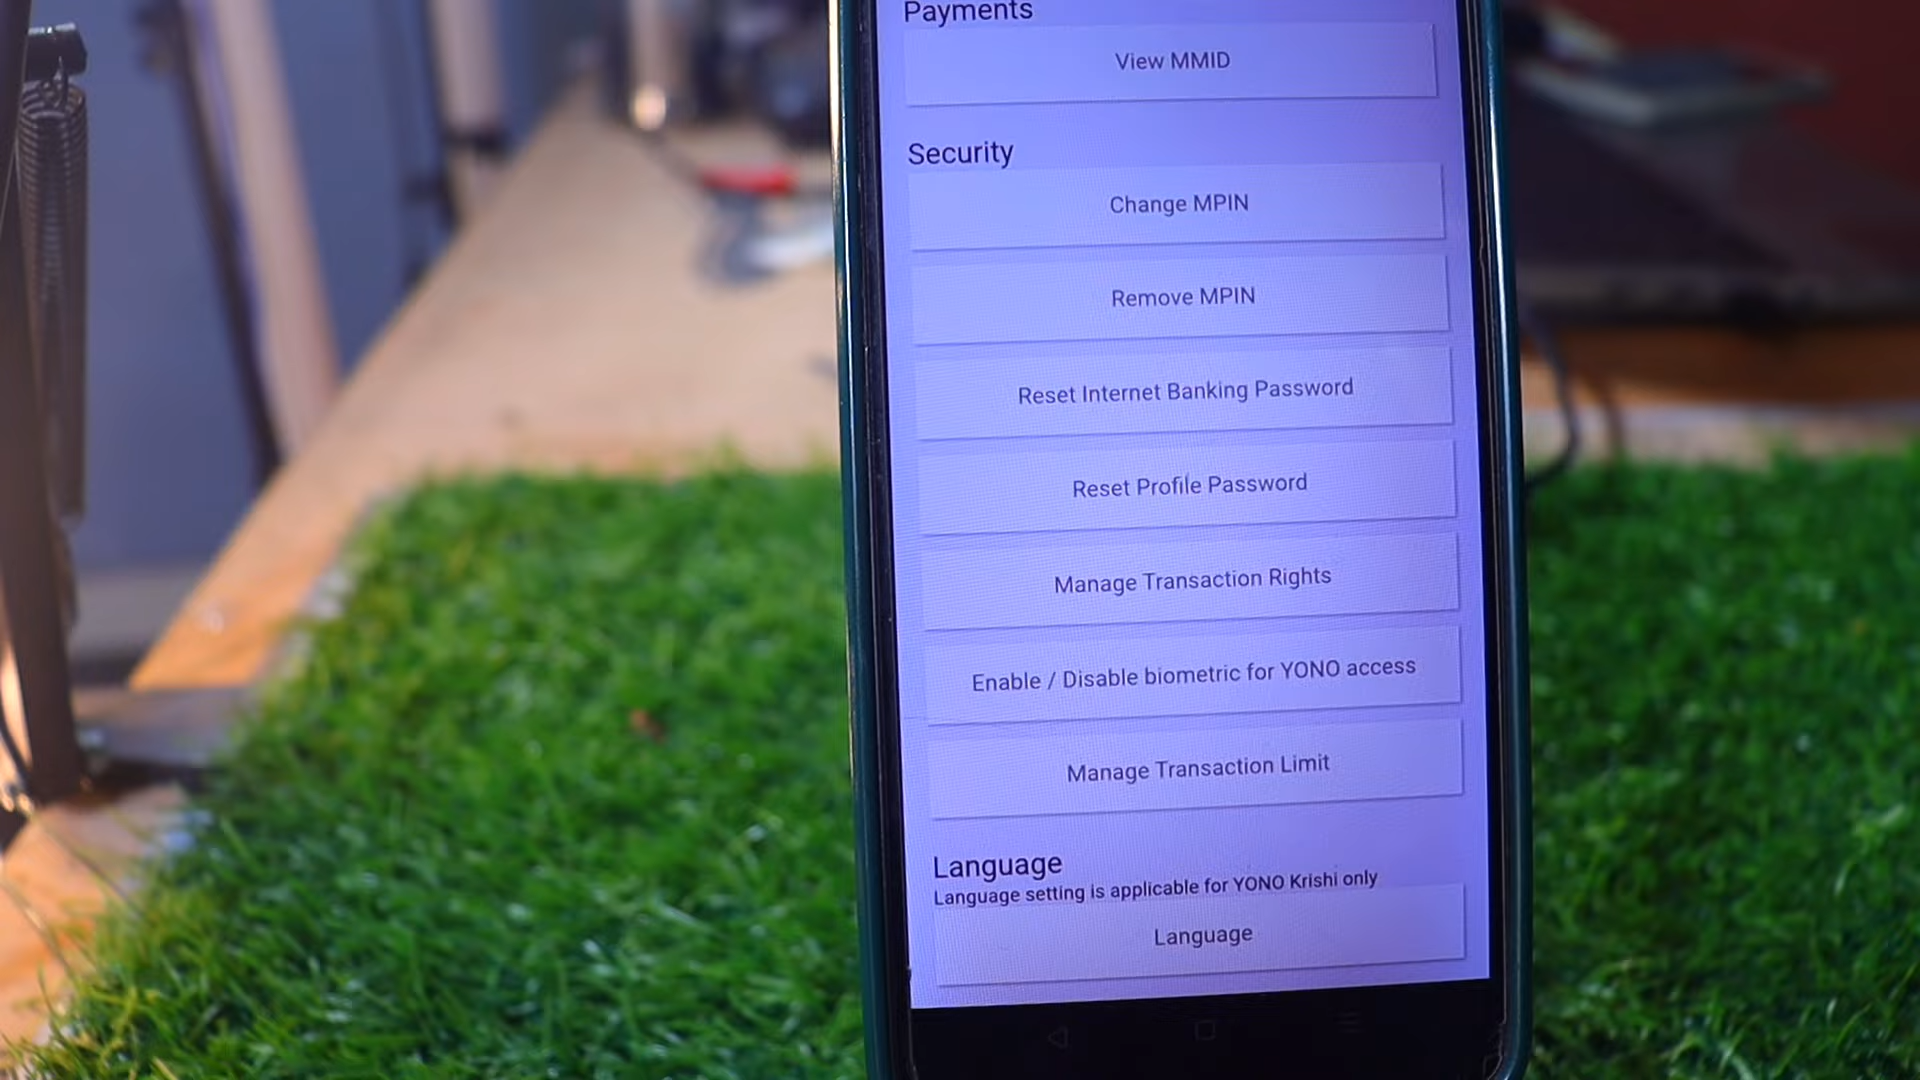 Payments
View MMID
Security
Change MPIN
Remove MPIN
Reset Internet Banking Password
Reset Profile Password
Manage Transaction Rights
Enable / Disable biometric for YONO access
Manage Transaction Limit
Language
Language setting is applicable for YONO Krishi only
Language